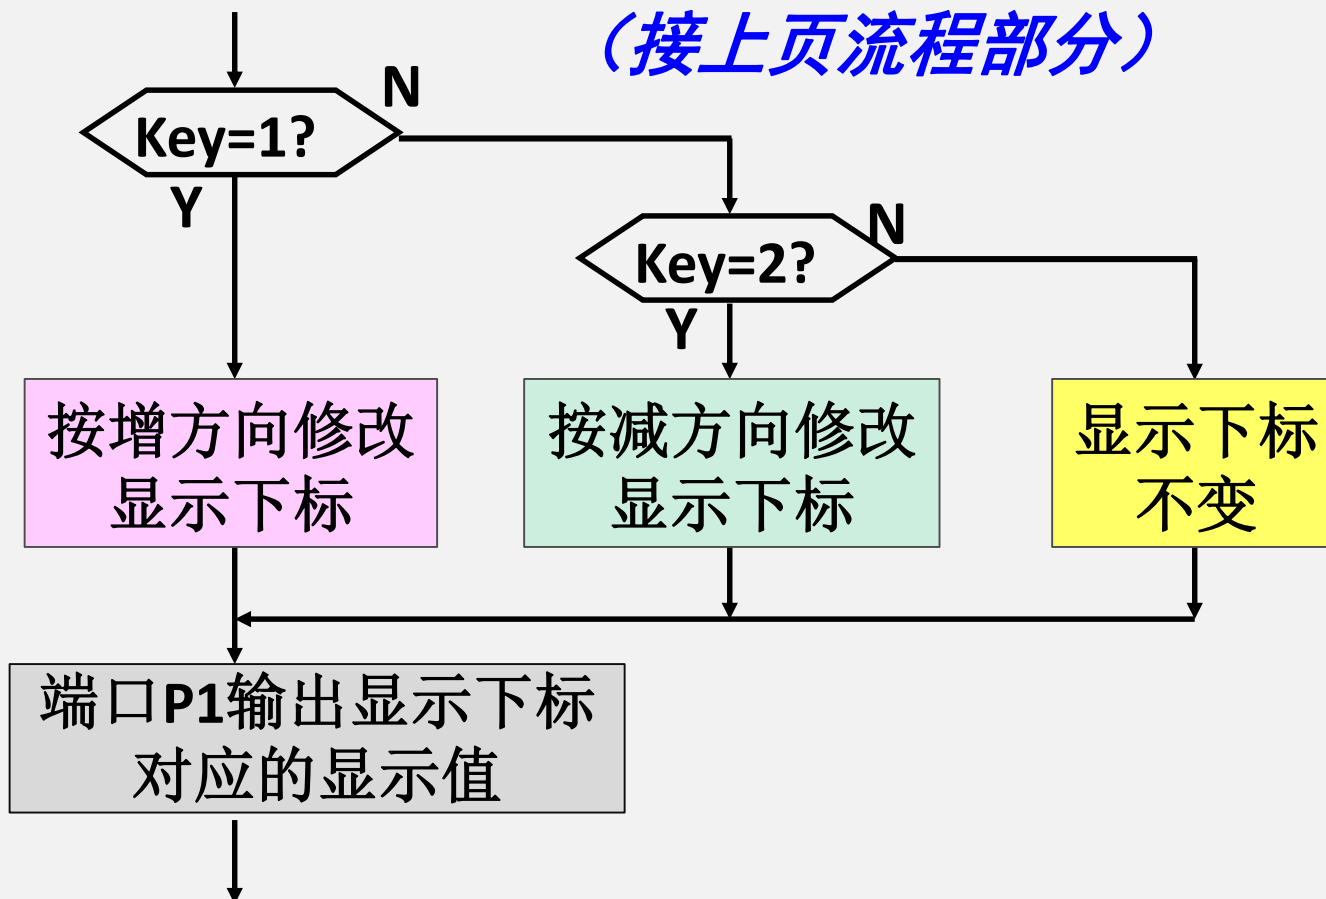 （接上页流程部分）
N
Key=1?
Y
N
Key=2?
Y
按增方向修改
显示下标
按减方向修改
显示下标
显示下标
不变
端口P1输出显示下标
对应的显示值